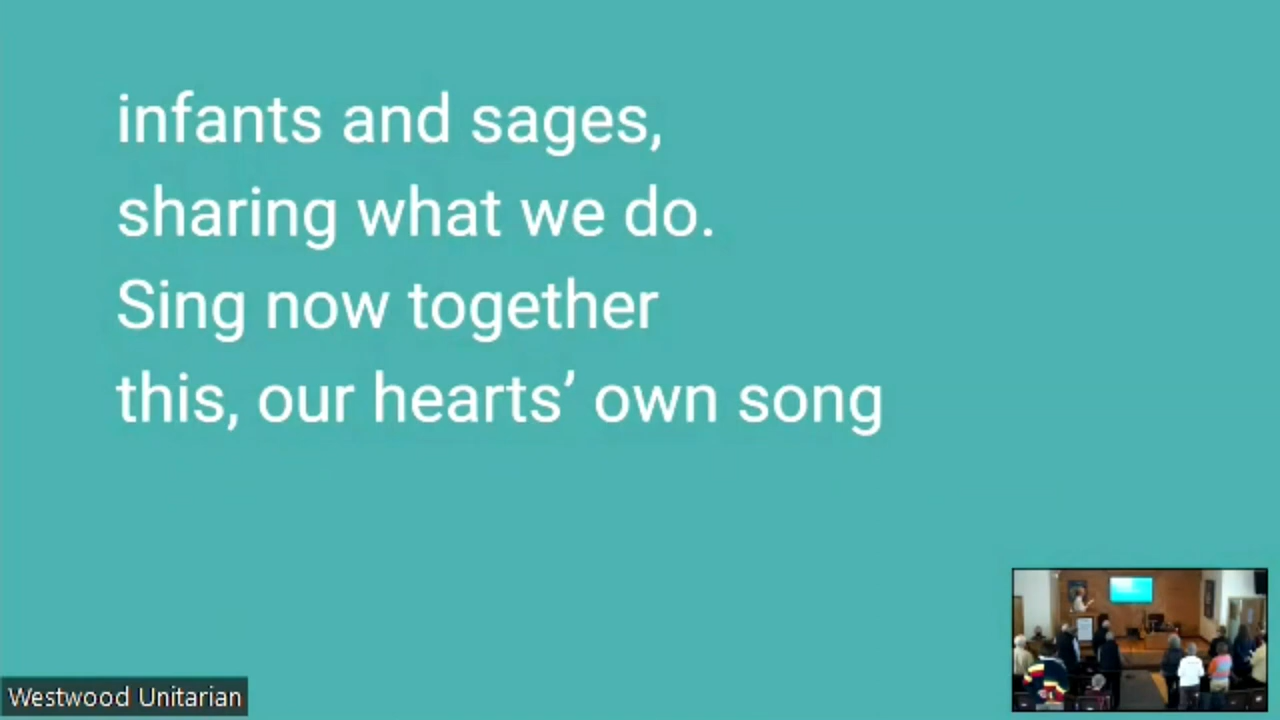 infants and sages,
sharing what we do.
Sing now together
this, our hearts’ own song
Westwood Unitarian